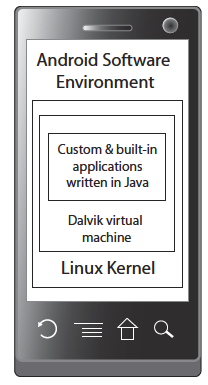 Android Software
Environment
Custom & built-in
applications
written in Java
Dalvik virtual
machine
Linux Kernel